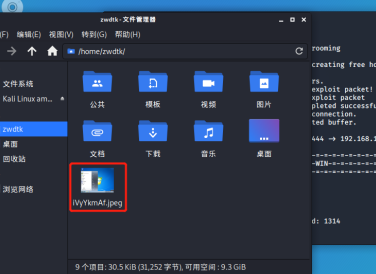 zwdtk - 文件管理器
(F) 编辑(E) 视图(V) 转到(G) 帮助(H)
/home/zwdtk/
文件系统
Kali Linux am...
zwdtk
桌面
回收站
浏览网络
公共
模板
视频
图片
文档
下载
音乐
桌面
iVyYkmAf.jpeg
9 个项目: 30.5 KiB (31,252 字节), 可用空间: 9.3 GiB
rooming
creating free ho
rs.
exploit packet!
xploit packet
pleted successfu
connection.
ted buffer.
444 → 192.168.1
-=-=-=-=-=-=-=
-WIN-=-=-=-=-=-=
-=-=-=-=-=-=-=
d: 1314